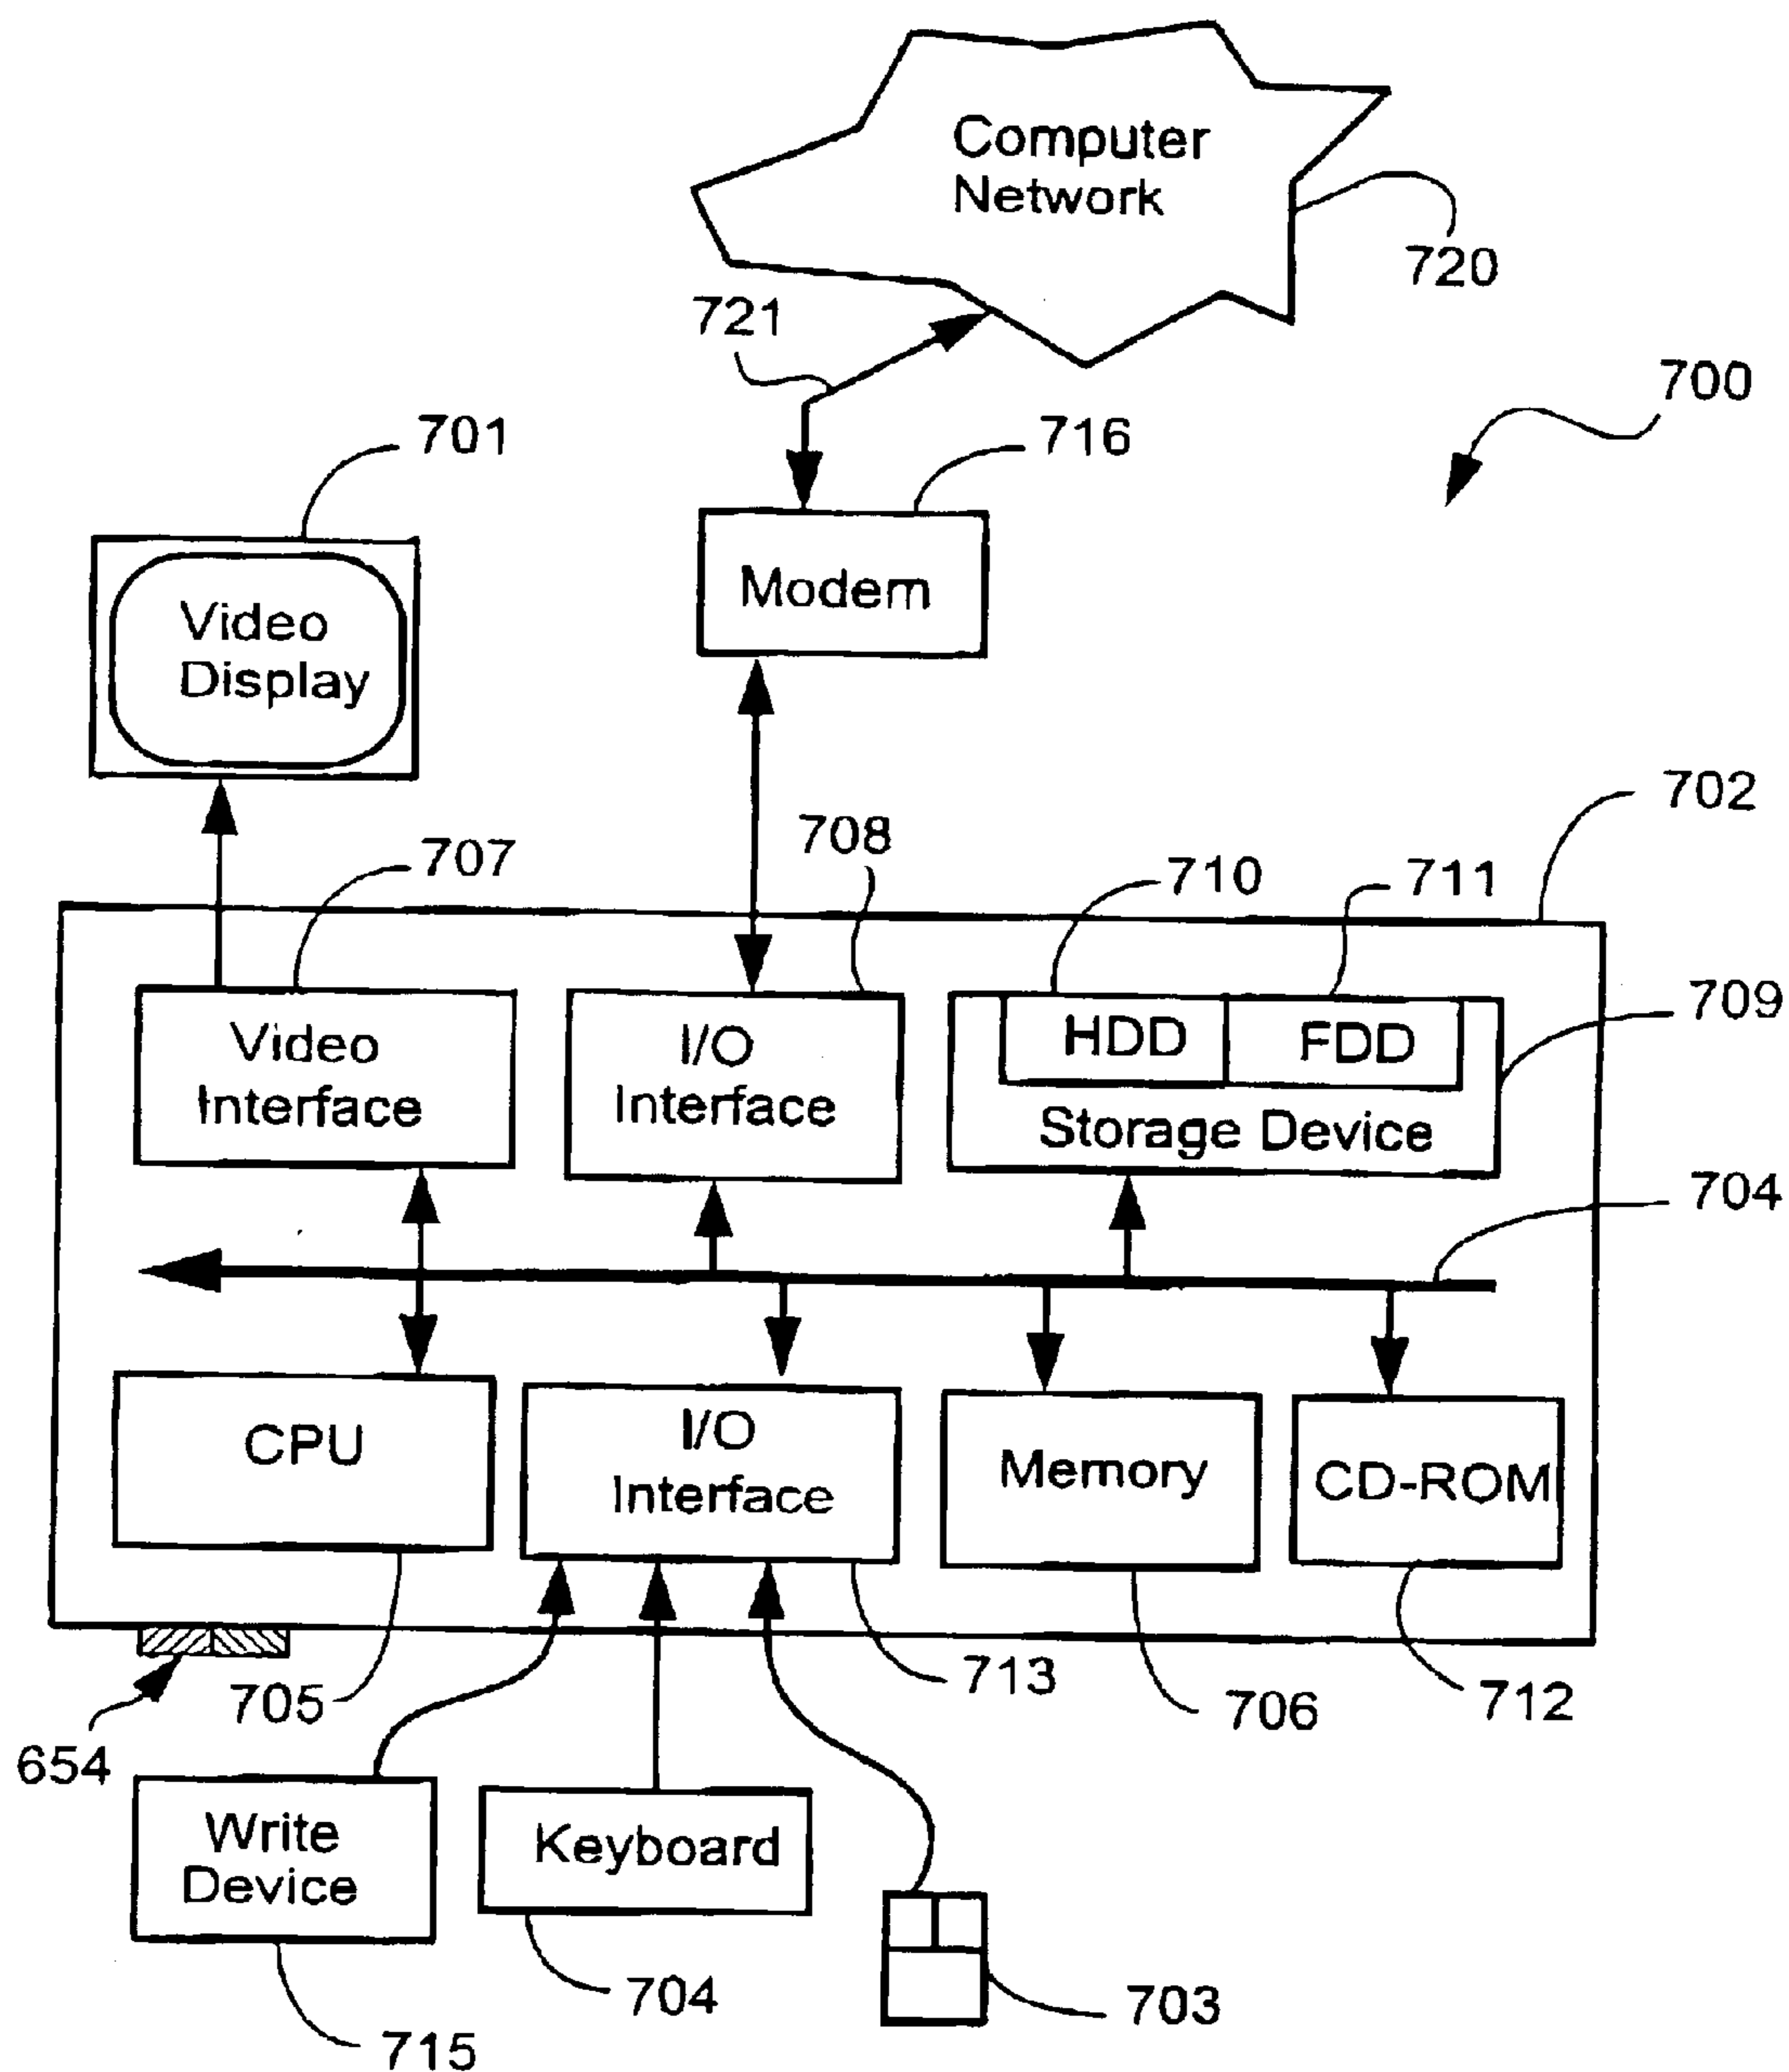 Computer
Network
720
721
700
701
716
Video
Display
Modem
702
707
708
710
711
Video
Interface
I/O
Interface
HDD
FDD
Storage Device
709
704
CPU
I/O
Interface
Memory
CD-ROM
705
713
706
712
654
Write
Device
Keyboard
704
703
715